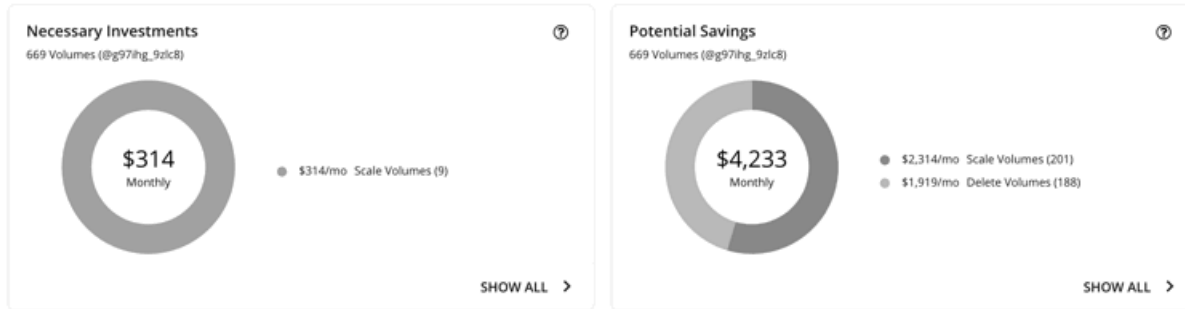 Necessary Investments
669 Volumes (@g97ihg_9zlc8)
$314
Monthly
$314/mo Scale Volumes (9)
SHOW ALL
Potential Savings
669 Volumes (@g97ihg_9zlc8)
$4,233
Monthly
$2,314/mo Scale Volumes (201)
$1,919/mo Delete Volumes (188)
SHOW ALL